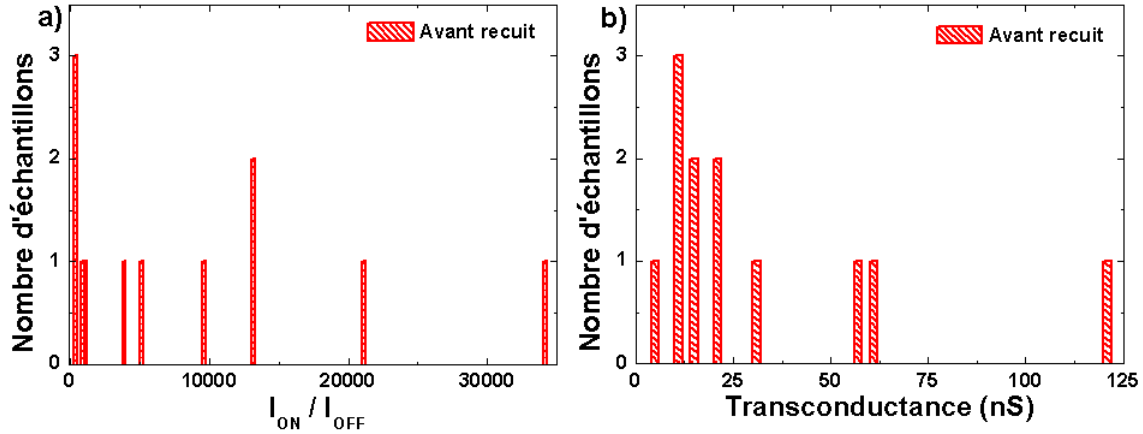 a)
Avant recuit
Nombre d'échantillons
3
2
1
0
0 10000 20000 30000
I_ON / I_OFF
b)
Avant recuit
Nombre d'échantillons
3
2
1
0
0 25 50 75 100 125
Transconductance (nS)